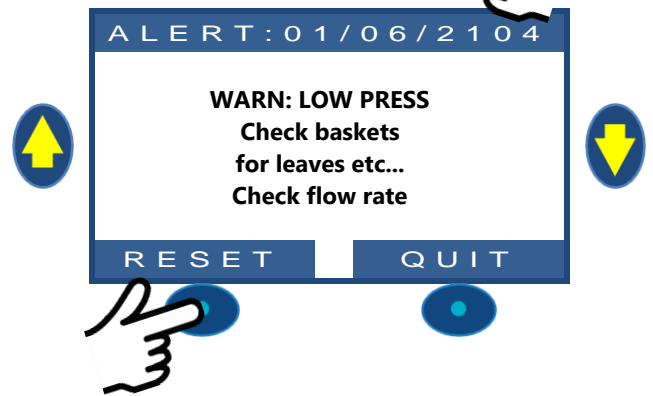 ALERT:01/06/2104
WARN: LOW PRESS
Check baskets
for leaves etc...
Check flow rate
RESET QUIT